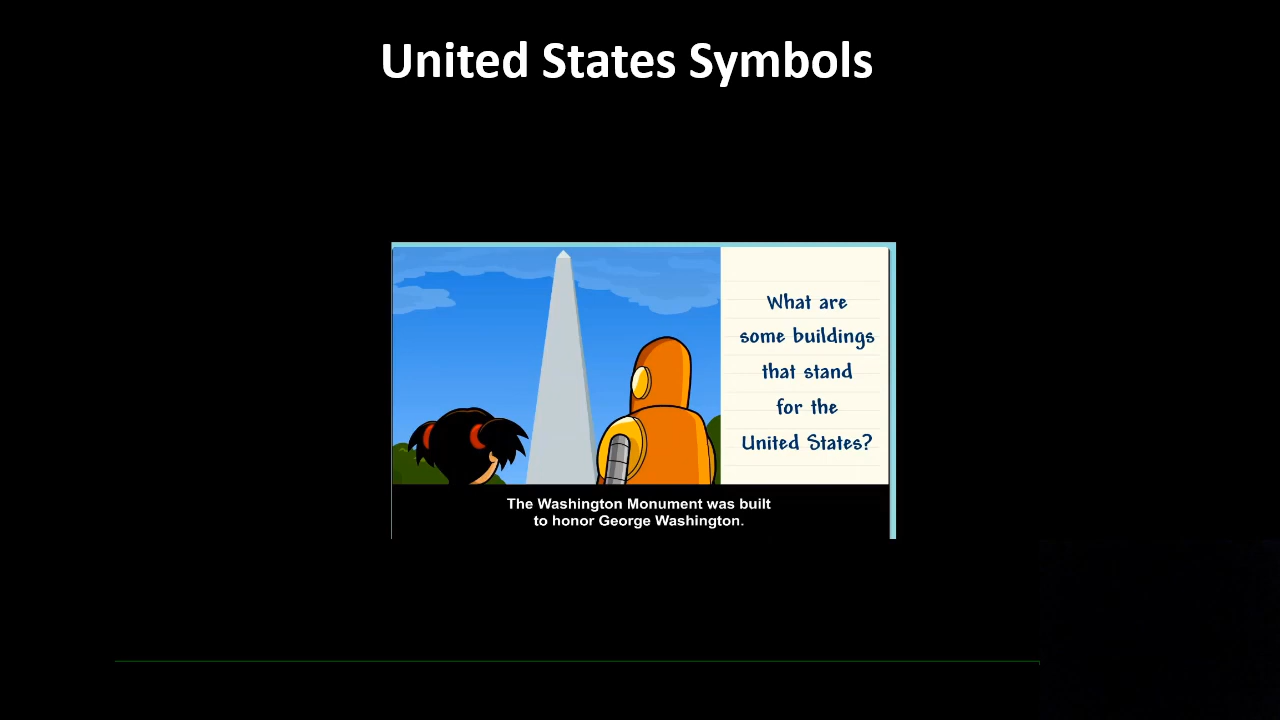 United States Symbols
What are
some buildings
that stand
for the
United States?
The Washington Monument was built
to honor George Washington.